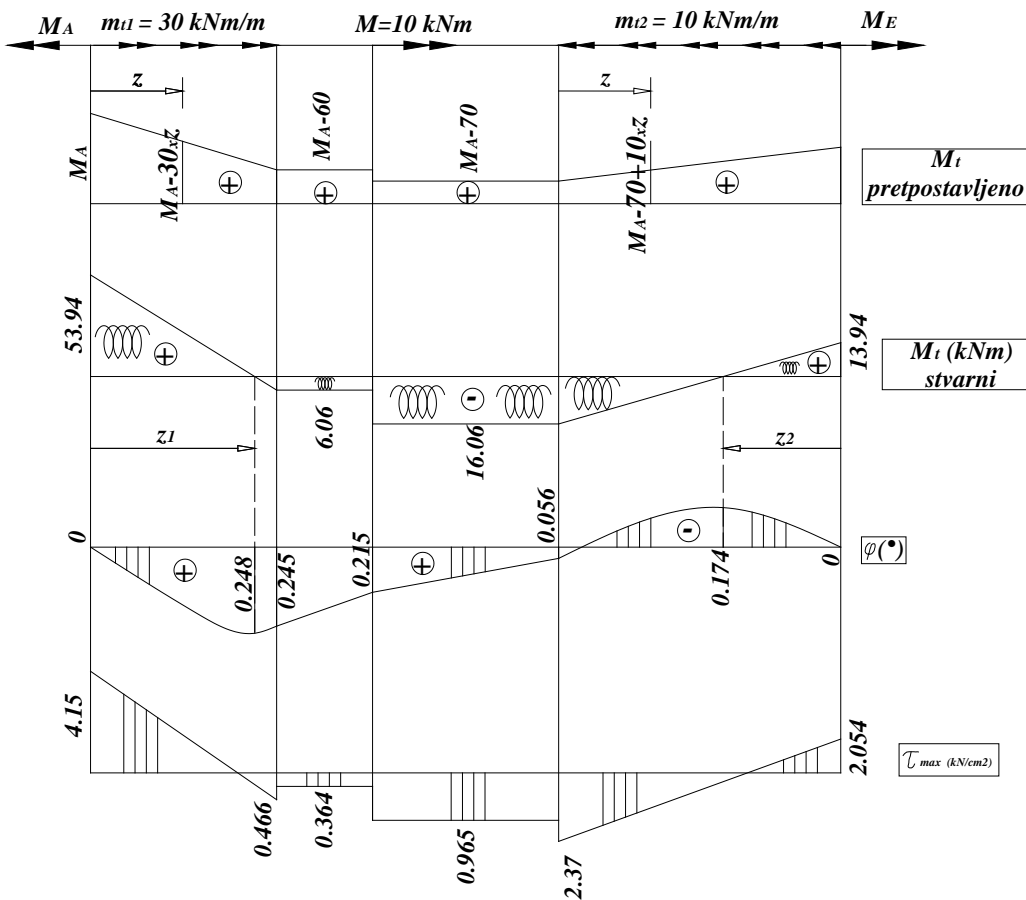 MA mt1 = 30 kNm/m M=10 kNm mt2 = 10 kNm/m ME
z z
MA MA-30xz MA-60 MA-70 MA-70+10xz
+ + + +
Mt
pretpostavljeno
53.94 + 6.06 - 16.06 + 13.94
Mt (kNm)
stvarni
z1 z2
0 + 0.248 0.245 0.215 + 0.056 - 0.174 0
φ(°)
4.15 0.466 0.364 0.965 2.37 2.054
τmax (kN/cm2)